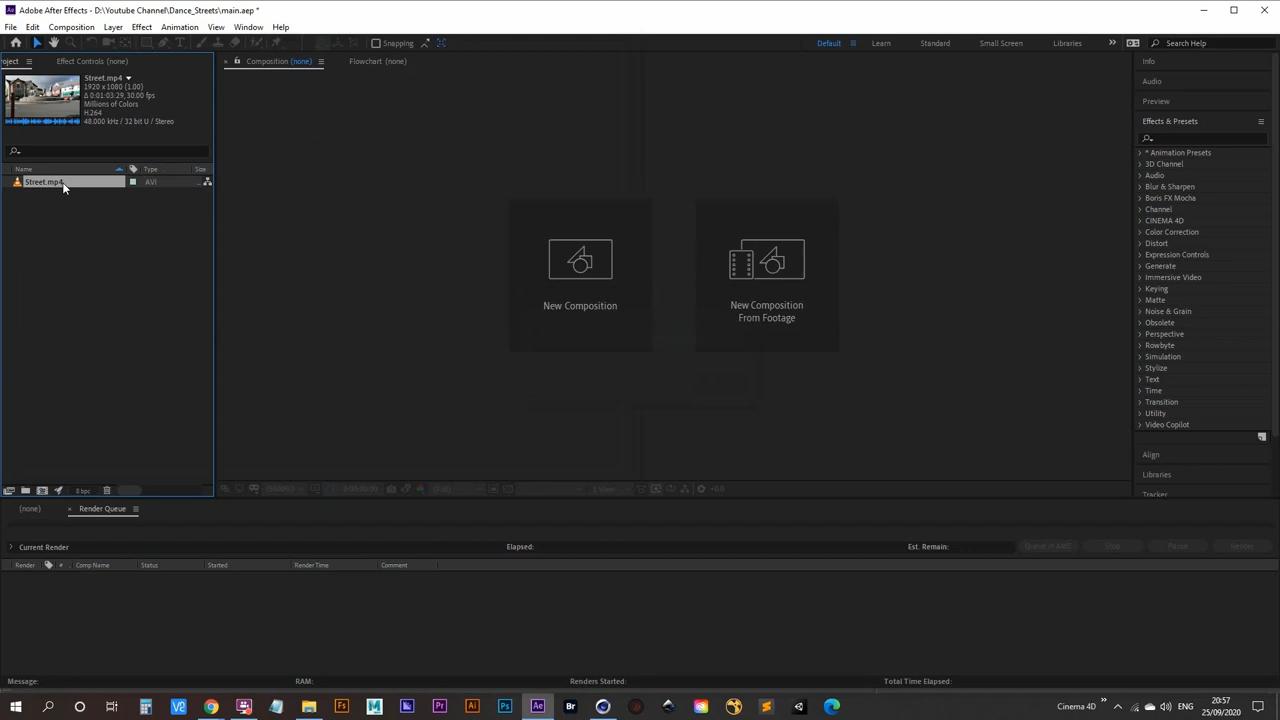 Adobe After Effects - D:\Youtube Channel\Dance_Streets\main.aep *
File Edit Composition Layer Effect Animation View Window Help
Snapping Default Learn Standard Small Screen Libraries Search Help
roject Effect Controls (none) Composition (none) Flowchart (none) Info
Street.mp4
1920 x 1080 (1.00)
Δ 0:01:03:29, 30.00 fps
Millions of Colors
H.264
48.000 kHz / 32 bit U / Stereo
Name Type Size
Street.mp4 AVI
New Composition
New Composition
From Footage
8 bpc
Audio
Preview
Effects & Presets
* Animation Presets
3D Channel
Audio
Blur & Sharpen
Boris FX Mocha
Channel
CINEMA 4D
Color Correction
Distort
Expression Controls
Generate
Immersive Video
Keying
Matte
Noise & Grain
Obsolete
Perspective
Rowbyte
Simulation
Stylize
Text
Time
Transition
Utility
Video Copilot
Align
Libraries
Tracker
(none) Render Queue
Current Render Elapsed: Est. Remain: Queue in AME Stop Pause Render
Render # Comp Name Status Started Render Time Comment
Message: RAM: Renders Started: Total Time Elapsed:
Cinema 4D ENG 20:57
25/09/2020